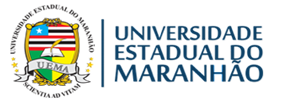 UNIVERSIDADE ESTADUAL DO MARANHÃO
UEMA
SCIENTIA AD VITAM
UNIVERSIDADE
ESTADUAL DO
MARANHÃO